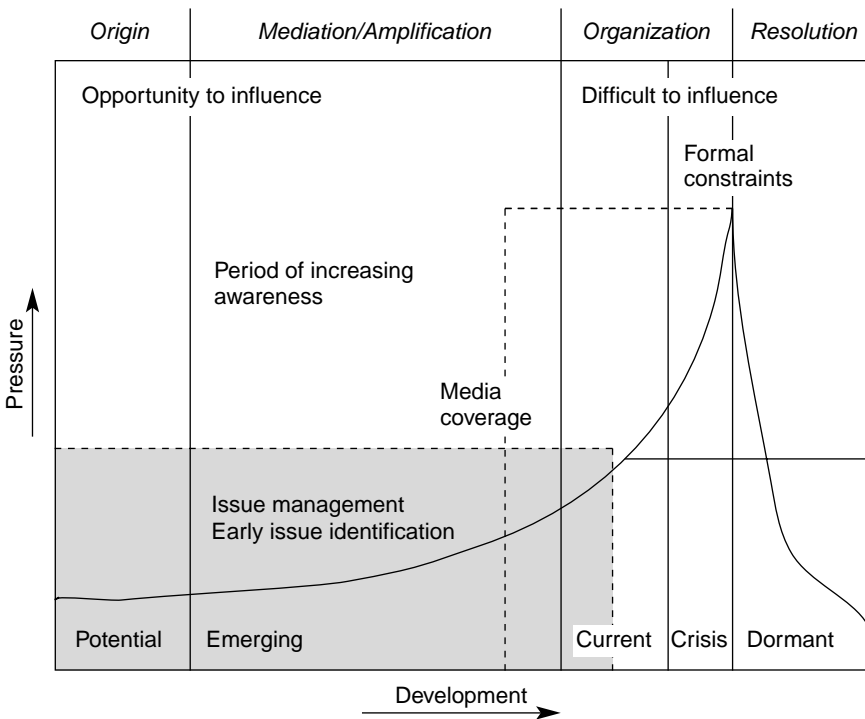 Origin
Mediation/Amplification
Organization
Resolution
Opportunity to influence
Difficult to influence
Formal
constraints
Period of increasing
awareness
Pressure
Media
coverage
Issue management
Early issue identification
Potential
Emerging
Current
Crisis
Dormant
Development